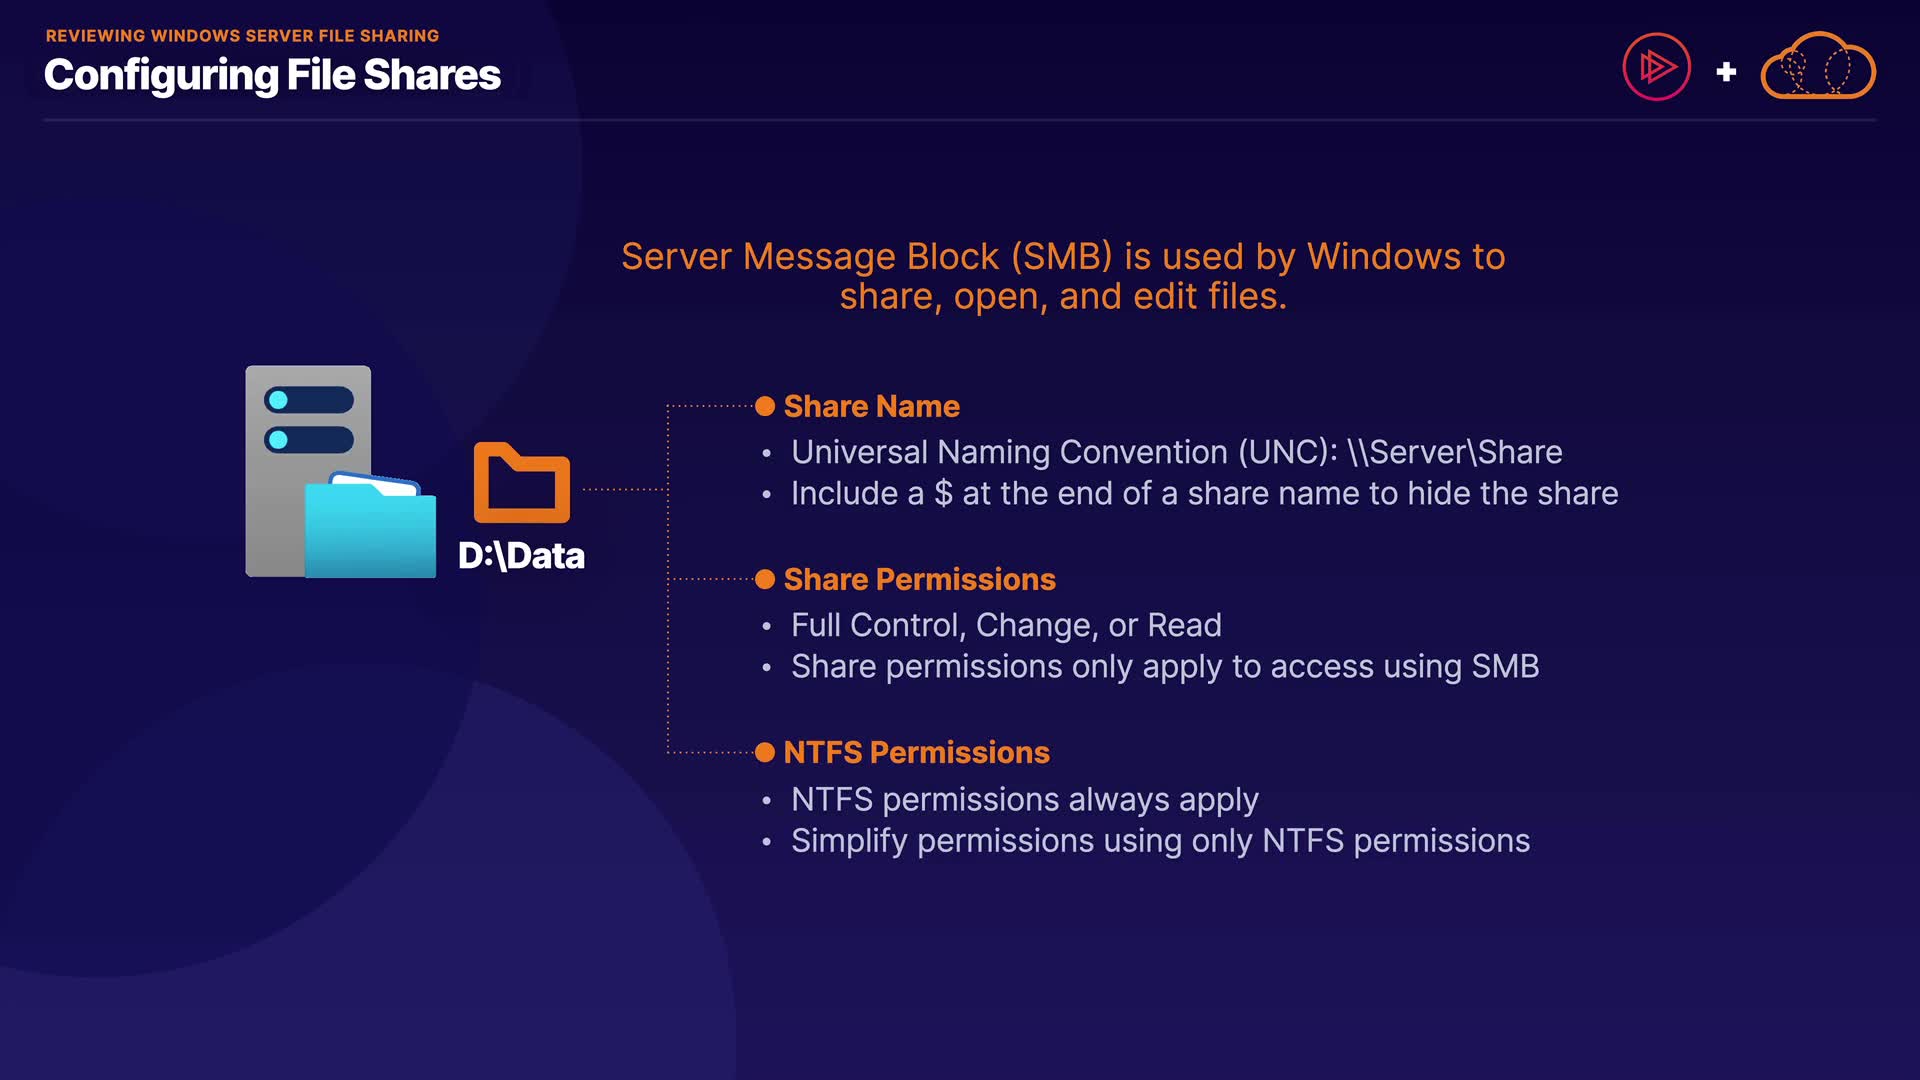 REVIEWING WINDOWS SERVER FILE SHARING
Configuring File Shares
+
Server Message Block (SMB) is used by Windows to
share, open, and edit files.
D:\Data
Share Name
• Universal Naming Convention (UNC): \\Server\Share
• Include a $ at the end of a share name to hide the share
Share Permissions
• Full Control, Change, or Read
• Share permissions only apply to access using SMB
NTFS Permissions
• NTFS permissions always apply
• Simplify permissions using only NTFS permissions